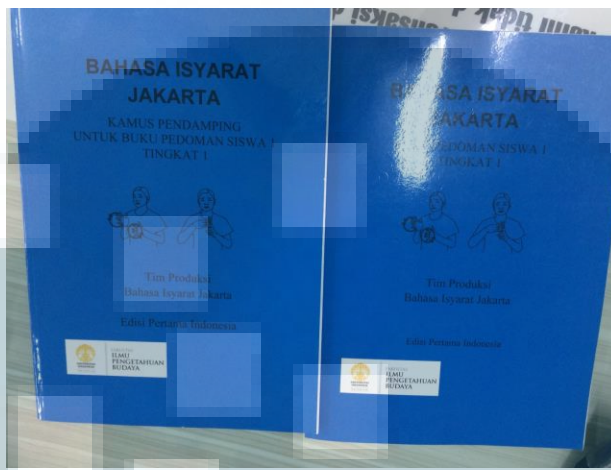 BAHASA ISYARAT
JAKARTA
KAMUS PENDAMPING
UNTUK BUKU PEDOMAN SISWA 1
TINGKAT 1
Tim Produksi
Bahasa Isyarat Jakarta
Edisi Pertama Indonesia
ILMU
PENGETAHUAN
BUDAYA
BAHASA ISYARAT
JAKARTA
PEDOMAN SISWA 1
TINGKAT 1
Tim Produksi
Bahasa Isyarat Jakarta
Edisi Pertama Indonesia
ILMU
PENGETAHUAN
BUDAYA